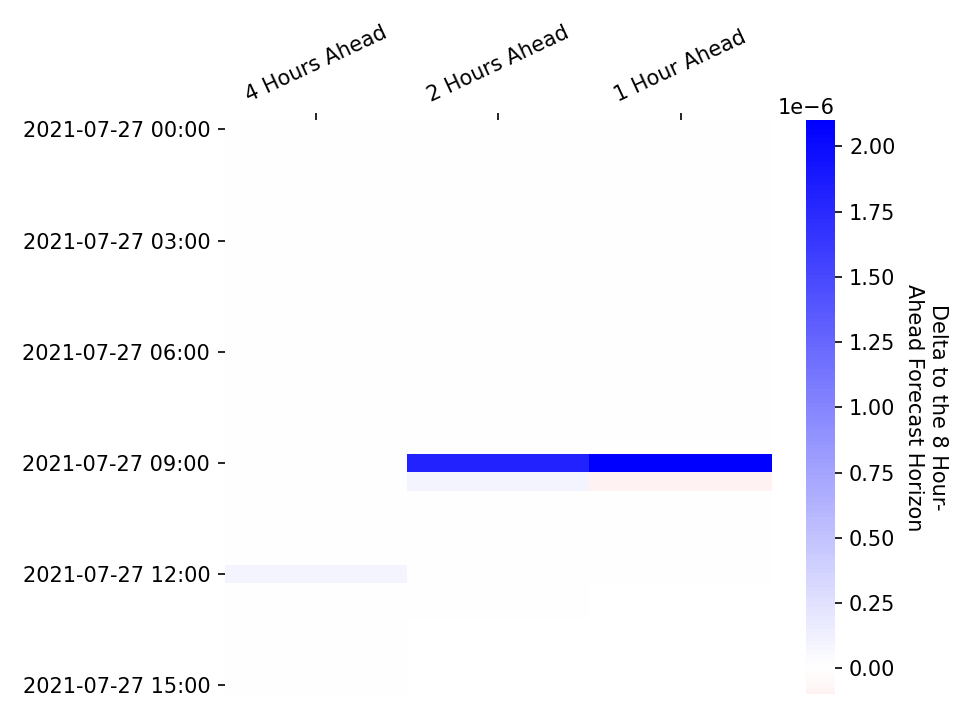 4 Hours Ahead
2 Hours Ahead
1 Hour Ahead
1e−6
2021-07-27 00:00
2021-07-27 03:00
2021-07-27 06:00
2021-07-27 09:00
2021-07-27 12:00
2021-07-27 15:00
2.00
1.75
1.50
1.25
1.00
0.75
0.50
0.25
0.00
Delta to the 8 Hour-
Ahead Forecast Horizon